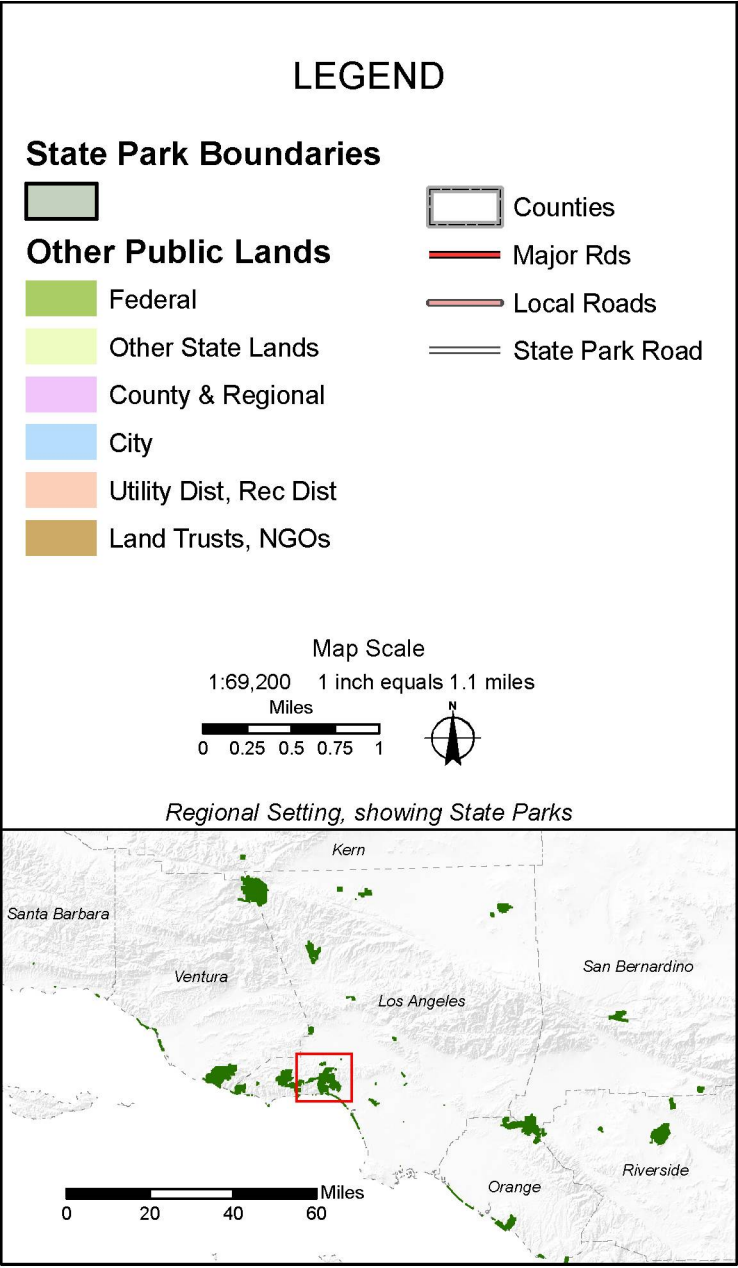 LEGEND
State Park Boundaries
Other Public Lands
Federal
Other State Lands
County & Regional
City
Utility Dist, Rec Dist
Land Trusts, NGOs
Counties
Major Rds
Local Roads
State Park Road
Map Scale
1:69,200 1 inch equals 1.1 miles
Miles
0 0.25 0.5 0.75 1
N
Regional Setting, showing State Parks
Kern
Santa Barbara
Ventura
San Bernardino
Los Angeles
Riverside
Orange
Miles
0 20 40 60